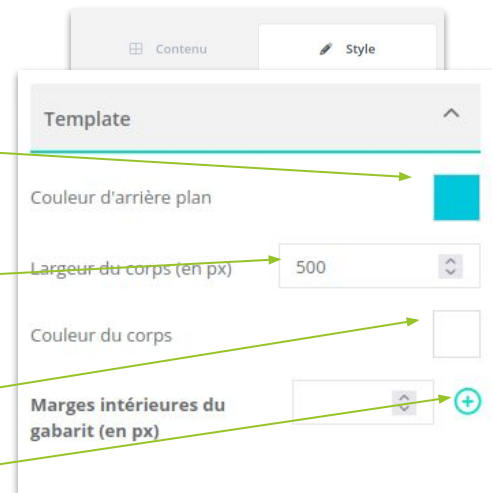 Contenu Style
Template
Couleur d'arrière plan
Largeur du corps (en px) 500
Couleur du corps
Marges intérieures du
gabarit (en px)